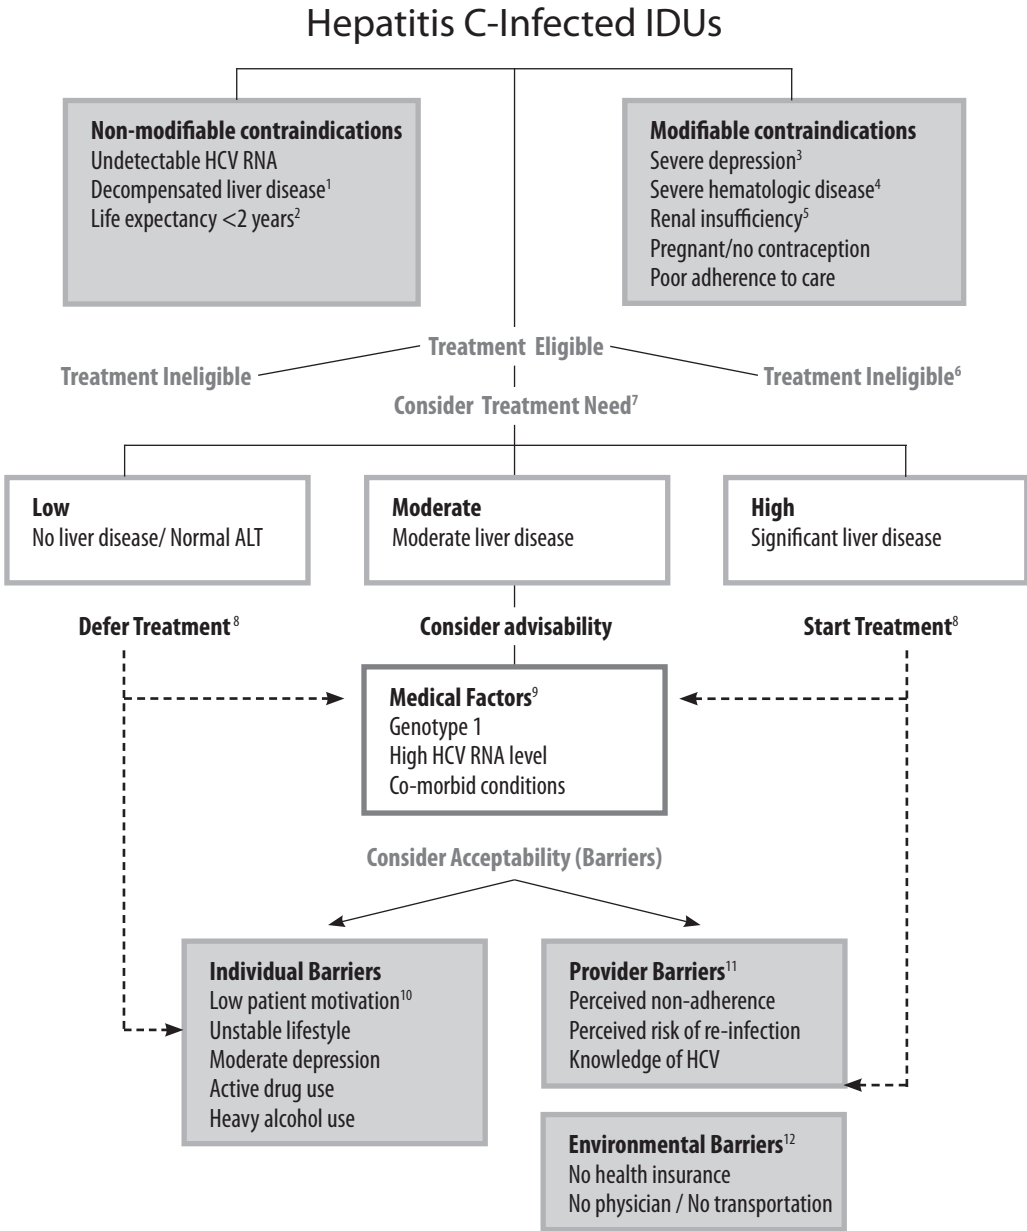 Hepatitis C-Infected IDUs
Non-modifiable contraindications
Undetectable HCV RNA
Decompensated liver disease1
Life expectancy <2 years2
Modifiable contraindications
Severe depression3
Severe hematologic disease4
Renal insufficiency5
Pregnant/no contraception
Poor adherence to care
Treatment Eligible
Treatment Ineligible
Treatment Ineligible6
Consider Treatment Need7
Low
No liver disease/ Normal ALT
Moderate
Moderate liver disease
High
Significant liver disease
Defer Treatment8
Consider advisability
Start Treatment8
Medical Factors9
Genotype 1
High HCV RNA level
Co-morbid conditions
Consider Acceptability (Barriers)
Individual Barriers
Low patient motivation10
Unstable lifestyle
Moderate depression
Active drug use
Heavy alcohol use
Provider Barriers11
Perceived non-adherence
Perceived risk of re-infection
Knowledge of HCV
Environmental Barriers12
No health insurance
No physician / No transportation